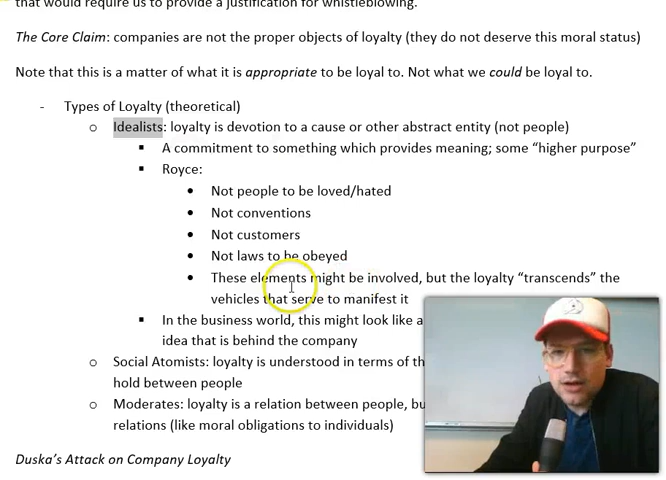 that would require us to provide a justification for whistleblowing.
The Core Claim: companies are not the proper objects of loyalty (they do not deserve this moral status)
Note that this is a matter of what it is appropriate to be loyal to. Not what we could be loyal to.
- Types of Loyalty (theoretical)
o Idealists: loyalty is devotion to a cause or other abstract entity (not people)
▪ A commitment to something which provides meaning; some “higher purpose”
▪ Royce:
• Not people to be loved/hated
• Not conventions
• Not customers
• Not laws to be obeyed
• These elements might be involved, but the loyalty “transcends” the
vehicles that serve to manifest it
▪ In the business world, this might look like a
idea that is behind the company
o Social Atomists: loyalty is understood in terms of th
hold between people
o Moderates: loyalty is a relation between people, bu
relations (like moral obligations to individuals)
Duska’s Attack on Company Loyalty